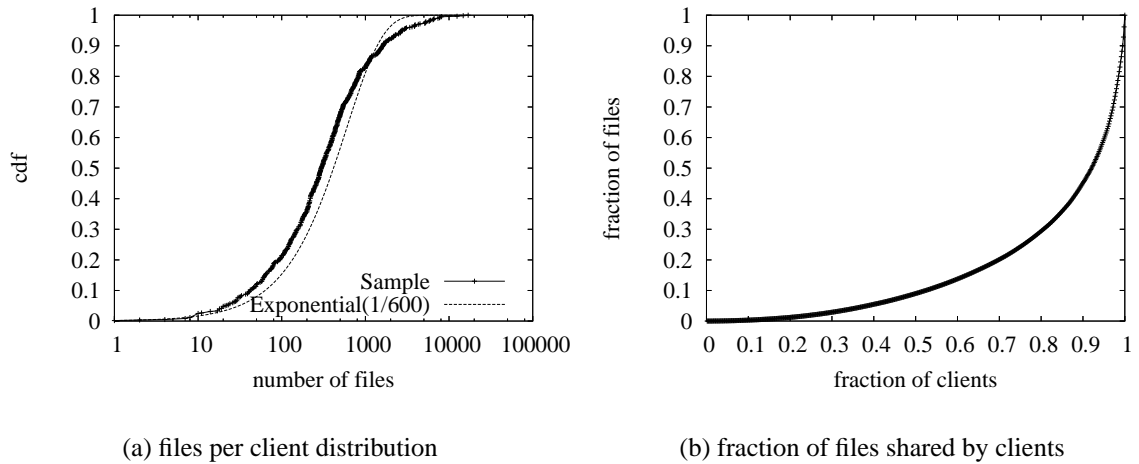 1
0.9
0.8
0.7
0.6
0.5
0.4
0.3
0.2
0.1
0
cdf
1 10 100 1000 10000 100000
number of files
Sample
Exponential(1/600)
(a) files per client distribution
1
0.9
0.8
0.7
0.6
0.5
0.4
0.3
0.2
0.1
0
fraction of files
0 0.1 0.2 0.3 0.4 0.5 0.6 0.7 0.8 0.9 1
fraction of clients
(b) fraction of files shared by clients